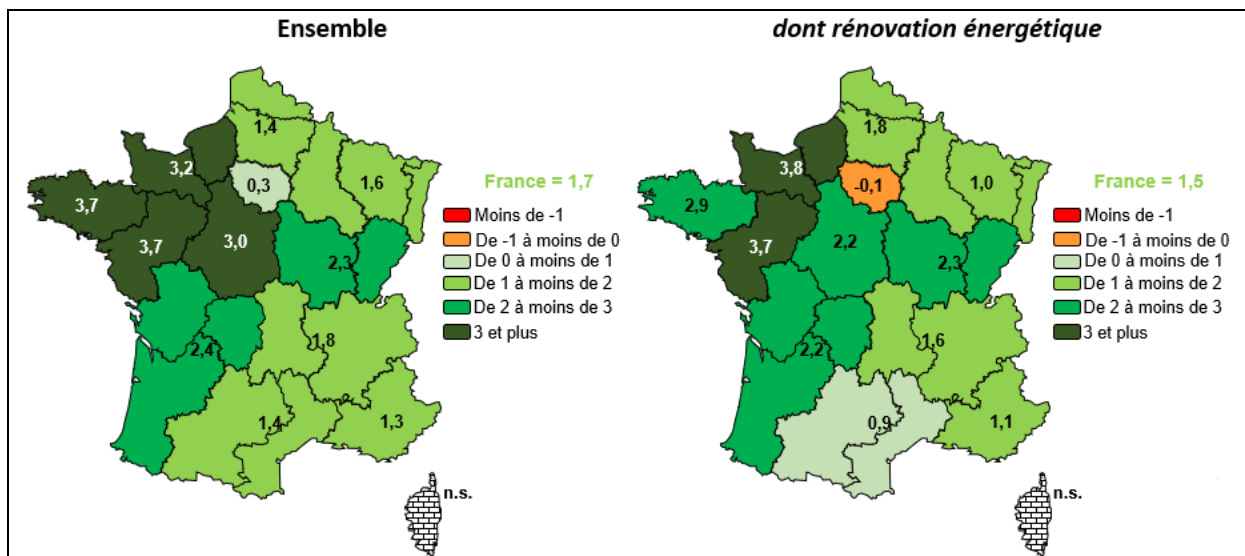 Ensemble
1,4
3,2
0,3
1,6
3,7
3,7
3,0
2,3
2,4
1,8
1,4
1,3
n.s.
France = 1,7
Moins de -1
De -1 à moins de 0
De 0 à moins de 1
De 1 à moins de 2
De 2 à moins de 3
3 et plus
dont rénovation énergétique
1,8
3,8
-0,1
1,0
2,9
3,7
2,2
2,3
2,2
1,6
0,9
1,1
n.s.
France = 1,5
Moins de -1
De -1 à moins de 0
De 0 à moins de 1
De 1 à moins de 2
De 2 à moins de 3
3 et plus